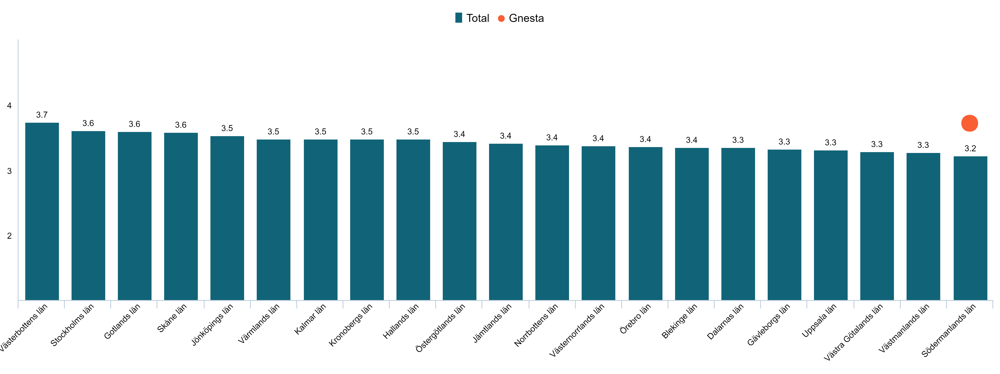 Total Gnesta
4
3
2
3.7
3.6
3.6
3.6
3.5
3.5
3.5
3.5
3.5
3.4
3.4
3.4
3.4
3.4
3.4
3.3
3.3
3.3
3.3
3.3
3.2
Västerbottens län
Stockholms län
Gotlands län
Skåne län
Jönköpings län
Värmlands län
Kalmar län
Kronobergs län
Hallands län
Östergötlands län
Jämtlands län
Norrbottens län
Västernorrlands län
Örebro län
Blekinge län
Dalarnas län
Gävleborgs län
Uppsala län
Västra Götalands län
Västmanlands län
Södermanlands län